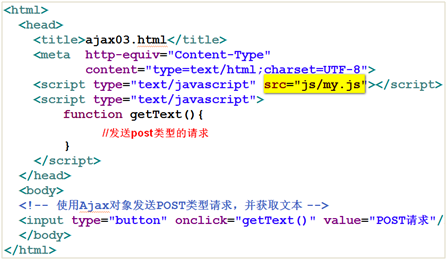 <html>
<head>
<title>ajax03.html</title>
<meta http-equiv="Content-Type"
content="type=text/html;charset=UTF-8">
<script type="text/javascript" src="js/my.js"></script>
<script type="text/javascript">
function getText(){
//发送post类型的请求
}
</script>
</head>
<body>
<!-- 使用Ajax对象发送POST类型请求，并获取文本 -->
<input type="button" onclick="getText()" value="POST请求"/
</body>
</html>